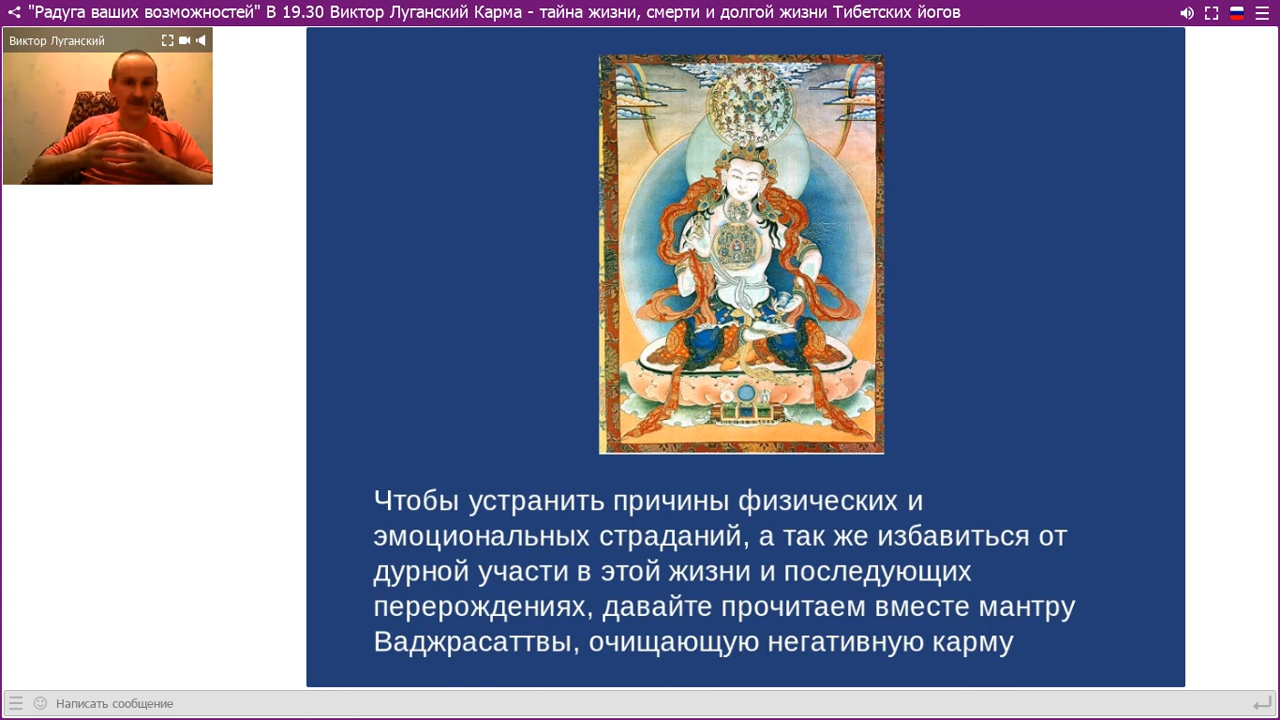 "Радуга ваших возможностей" В 19.30 Виктор Луганский Карма - тайна жизни, смерти и долгой жизни Тибетских йогов
Виктор Луганский
Чтобы устранить причины физических и
эмоциональных страданий, а так же избавиться от
дурной участи в этой жизни и последующих
перерождениях, давайте прочитаем вместе мантру
Ваджрасаттвы, очищающую негативную карму
Написать сообщение